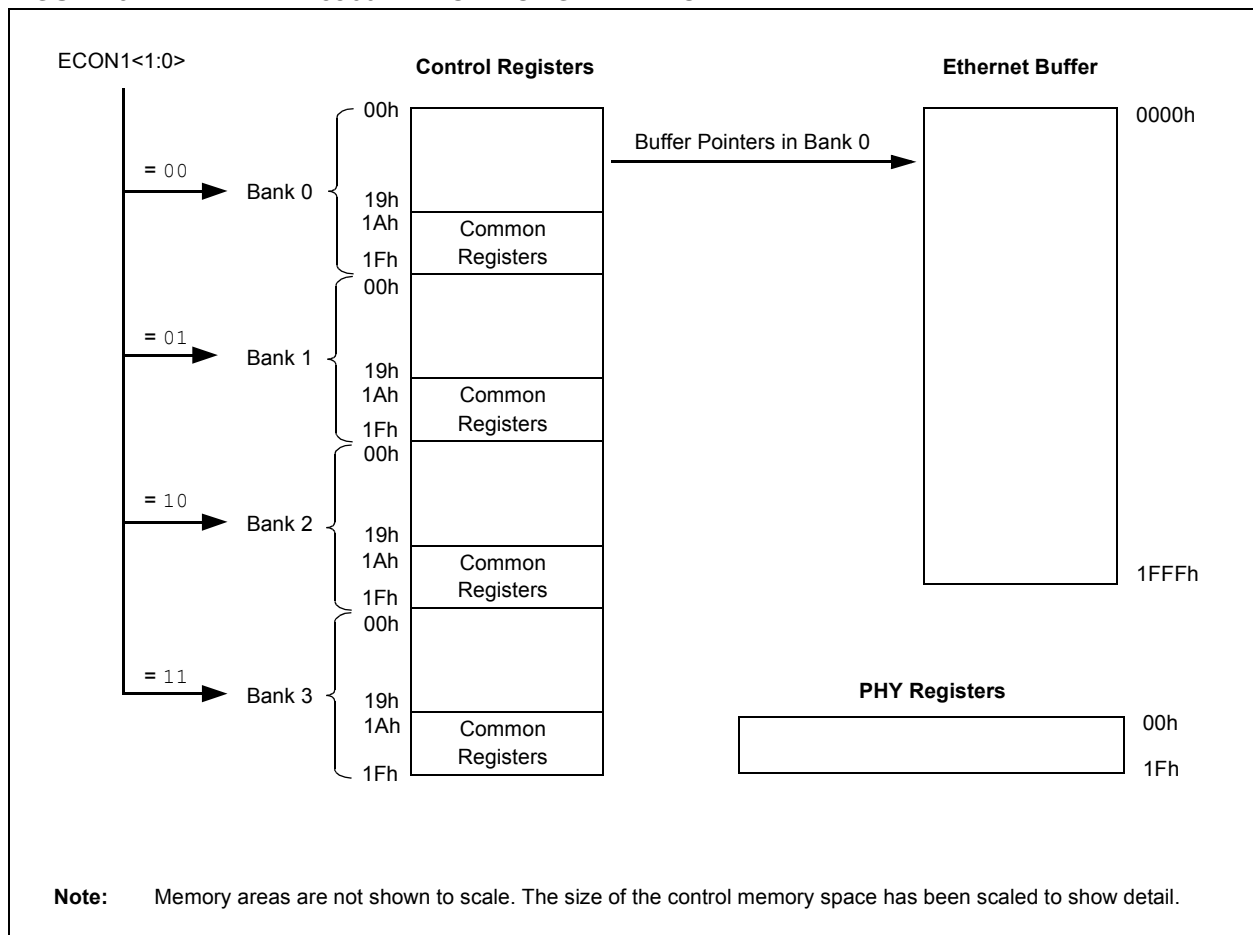 ECON1<1:0>
Control Registers
Ethernet Buffer
= 00
Bank 0
00h
19h
1Ah
1Fh
Common
Registers
Buffer Pointers in Bank 0
0000h
1FFFh
= 01
Bank 1
00h
19h
1Ah
1Fh
Common
Registers
= 10
Bank 2
00h
19h
1Ah
1Fh
Common
Registers
= 11
Bank 3
00h
19h
1Ah
1Fh
Common
Registers
PHY Registers
00h
1Fh
Note: Memory areas are not shown to scale. The size of the control memory space has been scaled to show detail.